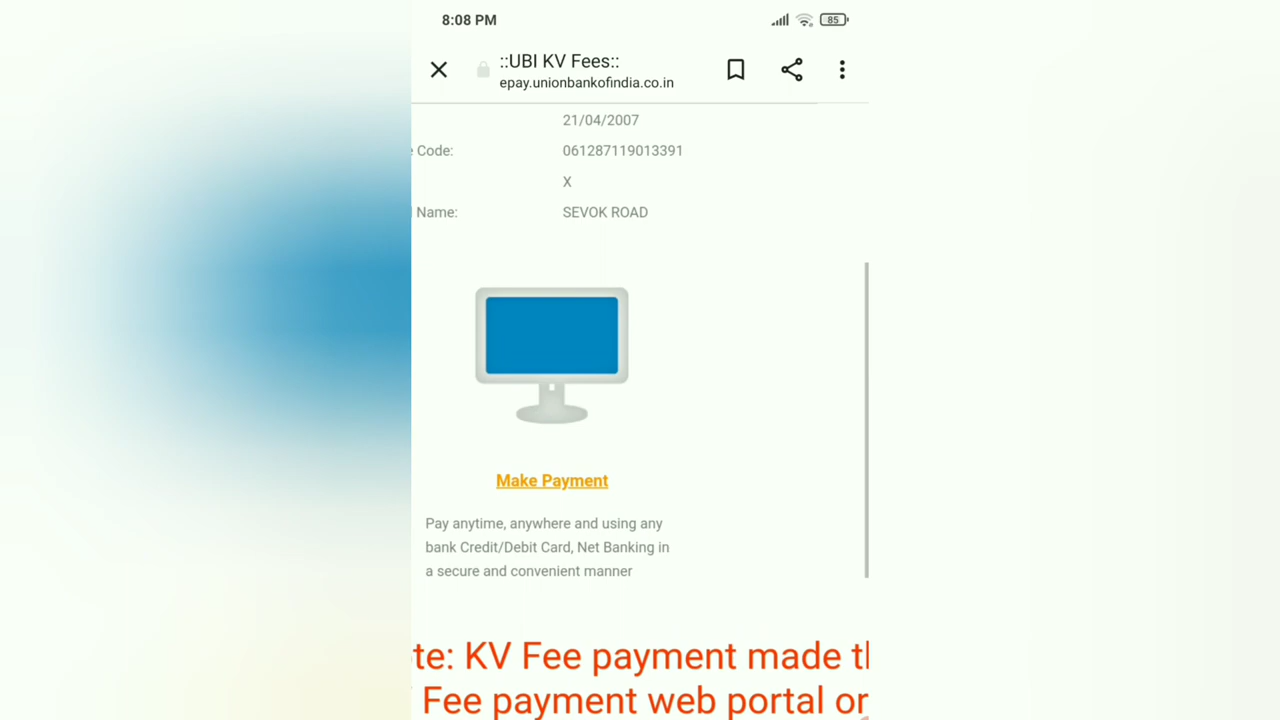 8:08 PM
85
::UBI KV Fees::
epay.unionbankofindia.co.in
21/04/2007
Code:
061287119013391
X
Name:
SEVOK ROAD
Make Payment
Pay anytime, anywhere and using any
bank Credit/Debit Card, Net Banking in
a secure and convenient manner
te: KV Fee payment made t
Fee payment web portal or